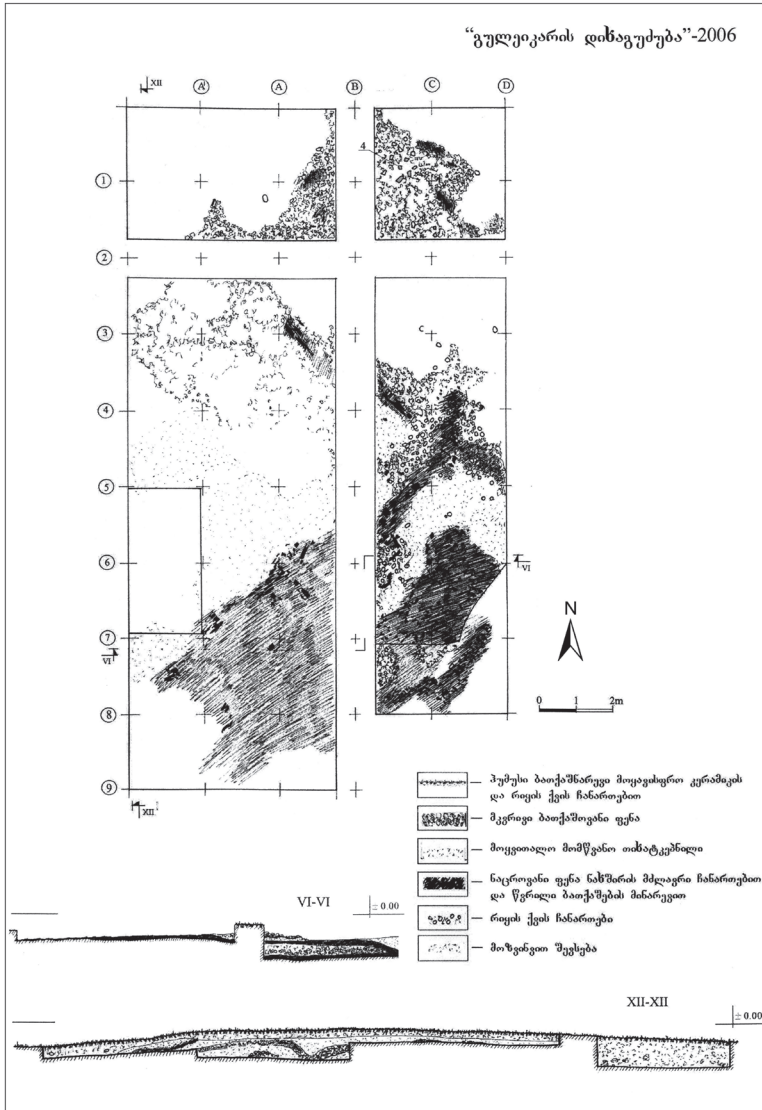 “გულეიკარის დიხაგუძუბა”-2006
XII A¹ A B C D
4
1
2
3 c
4
5
6 VI
7
VI
N
8 0 1 2m
9
XII¹
ჰუმუსი ბათქაშნარევი მოყავისფრო კერამიკის
და რიყის ქვის ჩანართებით
მკვრივი ბათქაშოვანი ფენა
მოყვითალო მომწვანო თიხატკეპნილი
ნაცროვანი ფენა ნახშირის მძლავრი ჩანართებით
და წვრილი ბათქაშების მინარევით
რიყის ქვის ჩანართები
მოზვინვით შევსება
VI-VI ± 0.00
XII-XII ± 0.00